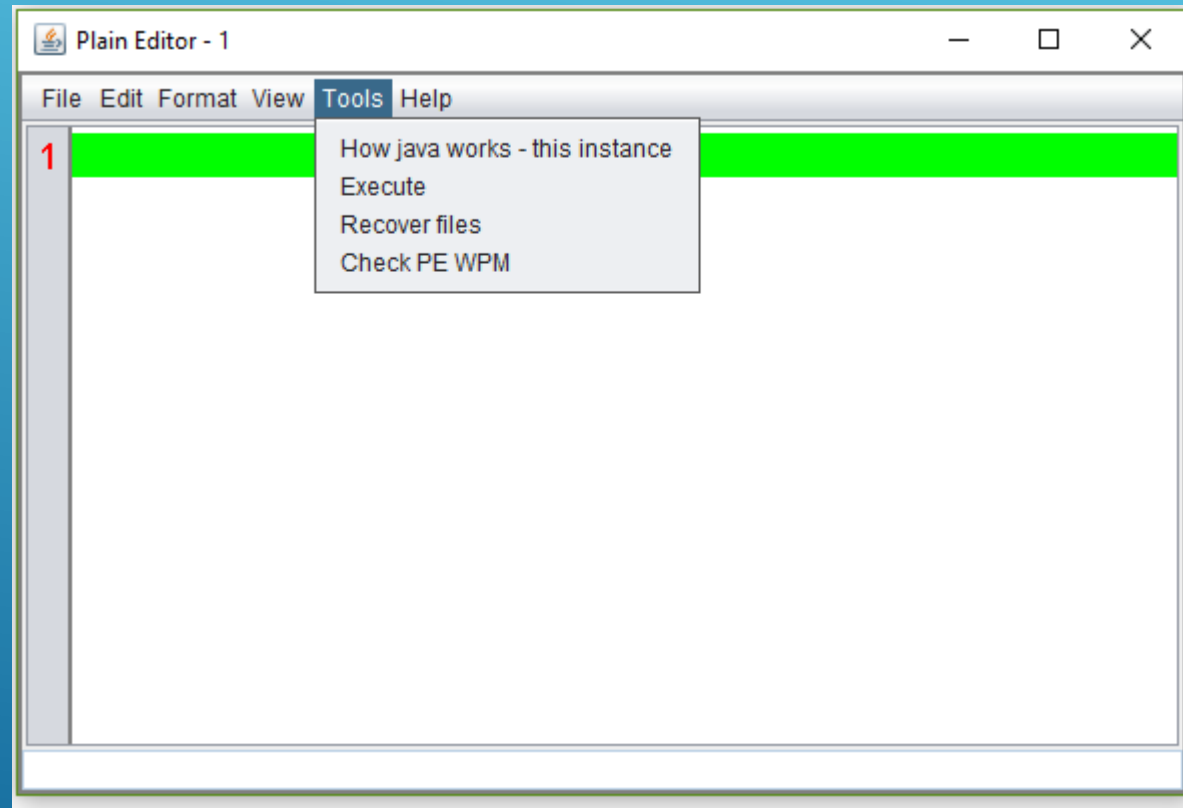 Plain Editor - 1
File Edit Format View Tools Help
1
How java works - this instance
Execute
Recover files
Check PE WPM